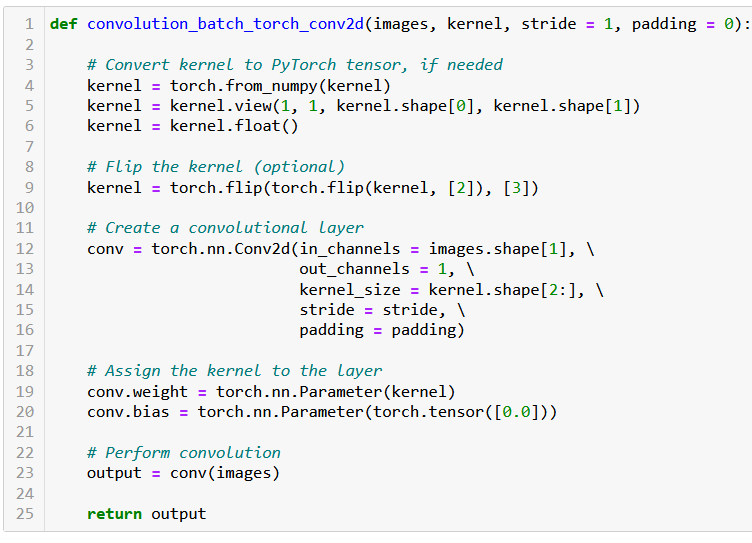 1 def convolution_batch_torch_conv2d(images, kernel, stride = 1, padding = 0):
2
3     # Convert kernel to PyTorch tensor, if needed
4     kernel = torch.from_numpy(kernel)
5     kernel = kernel.view(1, 1, kernel.shape[0], kernel.shape[1])
6     kernel = kernel.float()
7
8     # Flip the kernel (optional)
9     kernel = torch.flip(torch.flip(kernel, [2]), [3])
10
11     # Create a convolutional layer
12     conv = torch.nn.Conv2d(in_channels = images.shape[1], \
13                            out_channels = 1, \
14                            kernel_size = kernel.shape[2:], \
15                            stride = stride, \
16                            padding = padding)
17
18     # Assign the kernel to the layer
19     conv.weight = torch.nn.Parameter(kernel)
20     conv.bias = torch.nn.Parameter(torch.tensor([0.0]))
21
22     # Perform convolution
23     output = conv(images)
24
25     return output